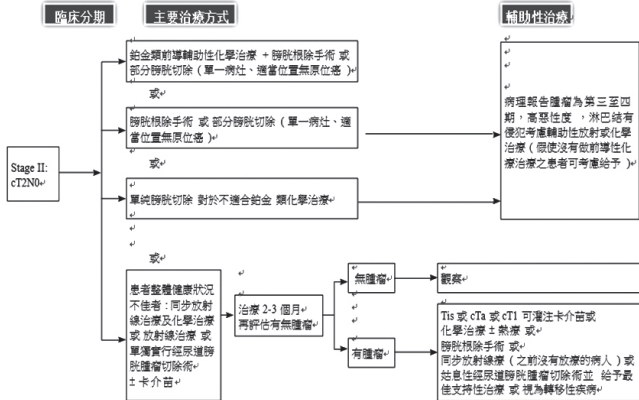 臨床分期
主要治療方式
輔助性治療
Stage II:
cT2N0
鉑金類前導輔助性化學治療 + 膀胱根除手術 或
部分膀胱切除 ( 單一病灶、適當位置無原位癌 )
或
膀胱根除手術 或 部分膀胱切除 ( 單一病灶、適
當位置無原位癌 )
或
單純膀胱切除 對於不適合鉑金 類化學治療
或
病理報告腫瘤為第三至四
期，高惡性度 ，淋巴結有
侵犯考慮輔助性放射或化學
治療 ( 假使沒有做前導性化
療治療之患者可考慮給予 )
患者整體健康狀況
不佳者 : 同步放射
線治療及化學治療
或 放射線治療 或
單獨實行經尿道膀
胱腫瘤切除術
± 卡介苗
治療 2-3 個月
再評估有無腫瘤
無腫瘤
觀察
有腫瘤
Tis 或 cTa 或 cT1 可灌注卡介苗或
化學治療 ± 熱療 或
膀胱根除手術 或
同步放射線療 ( 之前沒有放療的病人 ) 或
姑息性經尿道膀胱腫瘤切除術並 給予最
佳支持性治療 或 視為轉移性疾病